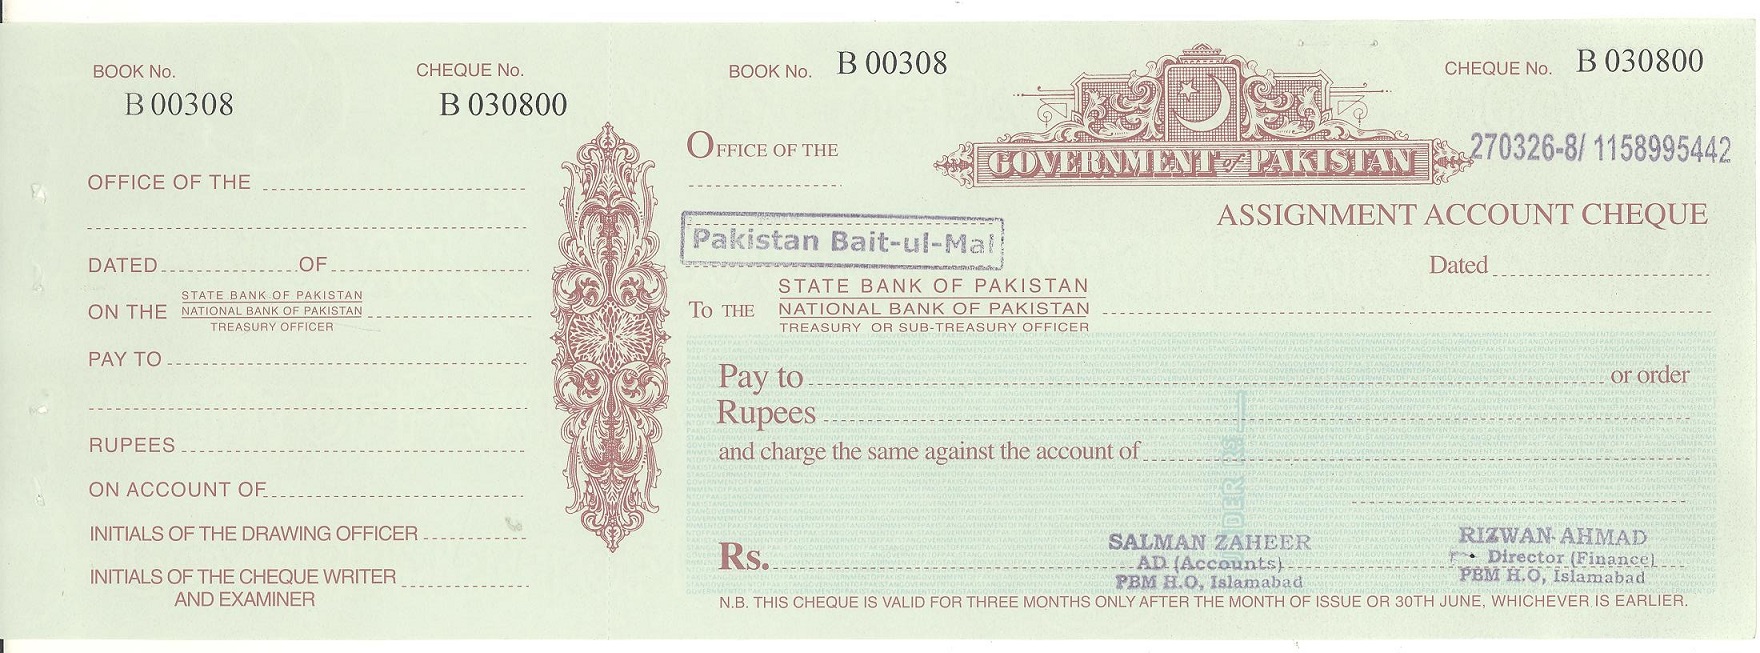 BOOK No.
B 00308
CHEQUE No.
B 030800
OFFICE OF THE
DATED OF
ON THE STATE BANK OF PAKISTAN
NATIONAL BANK OF PAKISTAN
TREASURY OFFICER
PAY TO
RUPEES
ON ACCOUNT OF
INITIALS OF THE DRAWING OFFICER
INITIALS OF THE CHEQUE WRITER
AND EXAMINER
BOOK No. B 00308
CHEQUE No. B 030800
OFFICE OF THE
GOVERNMENT of PAKISTAN
270326-8/ 1158995442
ASSIGNMENT ACCOUNT CHEQUE
Pakistan Bait-ul-Mal
Dated
To THE STATE BANK OF PAKISTAN
NATIONAL BANK OF PAKISTAN
TREASURY OR SUB-TREASURY OFFICER
Pay to or order
Rupees
and charge the same against the account of
Rs.
SALMAN ZAHEER
AD (Accounts)
PBM H.O, Islamabad
RIZWAN AHMAD
Director (Finance)
PBM H.O, Islamabad
N.B. THIS CHEQUE IS VALID FOR THREE MONTHS ONLY AFTER THE MONTH OF ISSUE OR 30TH JUNE, WHICHEVER IS EARLIER.